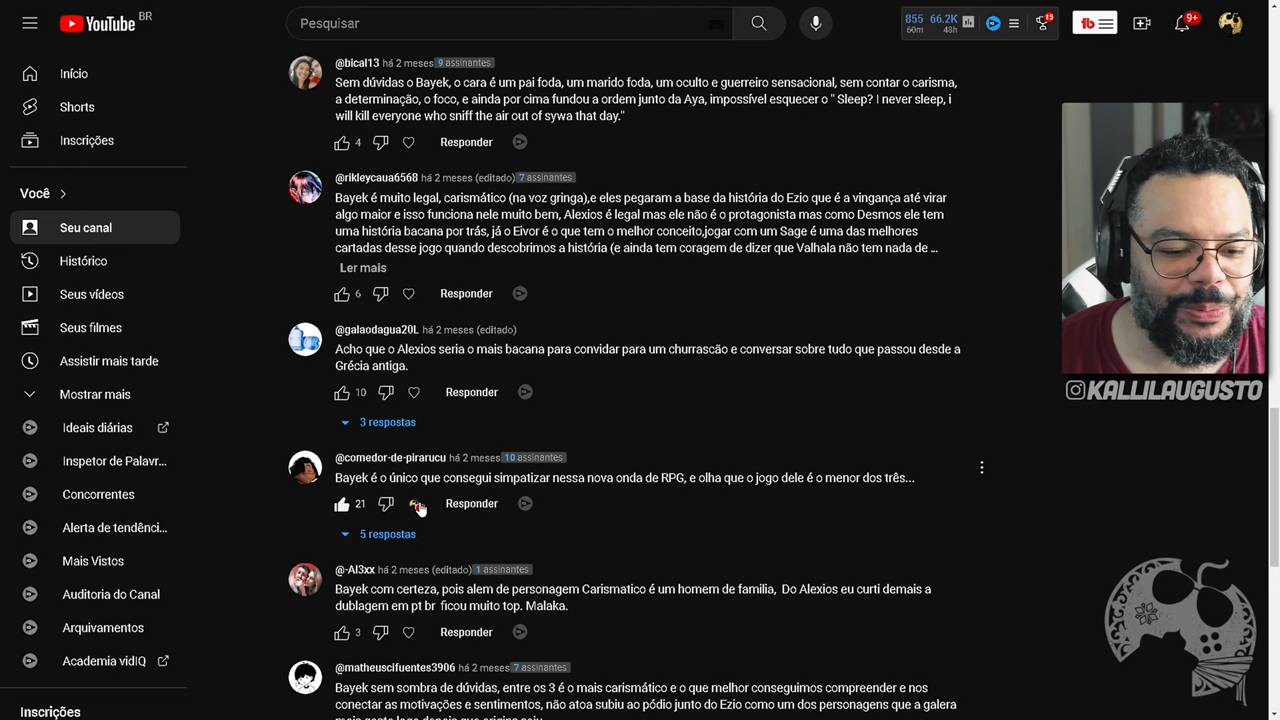 YouTube BR
Pesquisar
855 66.2K
60m 48h
13
tb
9+
Início
Shorts
Inscrições
Você
Seu canal
Histórico
Seus vídeos
Seus filmes
Assistir mais tarde
Mostrar mais
Ideais diárias
Inspetor de Palavr...
Concorrentes
Alerta de tendênci...
Mais Vistos
Auditoria do Canal
Arquivamentos
Academia vidIQ
Inscrições
@bical13 há 2 meses 9 assinantes
Sem dúvidas o Bayek, o cara é um pai foda, um marido foda, um oculto e guerreiro sensacional, sem contar o carisma,
a determinação, o foco, e ainda por cima fundou a ordem junto da Aya, impossível esquecer o " Sleep? I never sleep, i
will kill everyone who sniff the air out of sywa that day."
4 Responder
@rikleycaua6568 há 2 meses (editado) 7 assinantes
Bayek é muito legal, carismático (na voz gringa),e eles pegaram a base da história do Ezio que é a vingança até virar
algo maior e isso funciona nele muito bem, Alexios é legal mas ele não é o protagonista mas como Desmos ele tem
uma história bacana por trás, já o Eivor é o que tem o melhor conceito,jogar com um Sage é uma das melhores
cartadas desse jogo quando descobrimos a história (e ainda tem coragem de dizer que Valhala não tem nada de ...
Ler mais
6 Responder
@galaodagua20L há 2 meses (editado)
Acho que o Alexios seria o mais bacana para convidar para um churrascão e conversar sobre tudo que passou desde a
Grécia antiga.
10 Responder
3 respostas
@comedor-de-pirarucu há 2 meses 10 assinantes
Bayek é o único que consegui simpatizar nessa nova onda de RPG, e olha que o jogo dele é o menor dos três...
21 Responder
5 respostas
@-Al3xx há 2 meses (editado) 1 assinantes
Bayek com certeza, pois alem de personagem Carismatico é um homem de familia, Do Alexios eu curti demais a
dublagem em pt br ficou muito top. Malaka.
3 Responder
@matheuscifuentes3906 há 2 meses 7 assinantes
Bayek sem sombra de dúvidas, entre os 3 é o mais carismático e o que melhor conseguimos compreender e nos
conectar as motivações e sentimentos, não atoa subiu ao pódio junto do Ezio como um dos personagens que a galera
@KALLILAUGUSTO